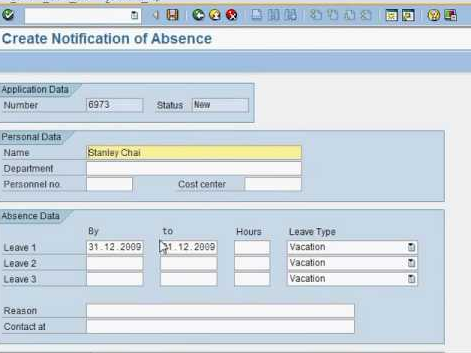 Create Notification of Absence
Application Data
Number 6973 Status New
Personal Data
Name Stanley Chai
Department
Personnel no. Cost center
Absence Data
By to Hours Leave Type
Leave 1 31.12.2009 31.12.2009 Vacation
Leave 2 Vacation
Leave 3 Vacation
Reason
Contact at